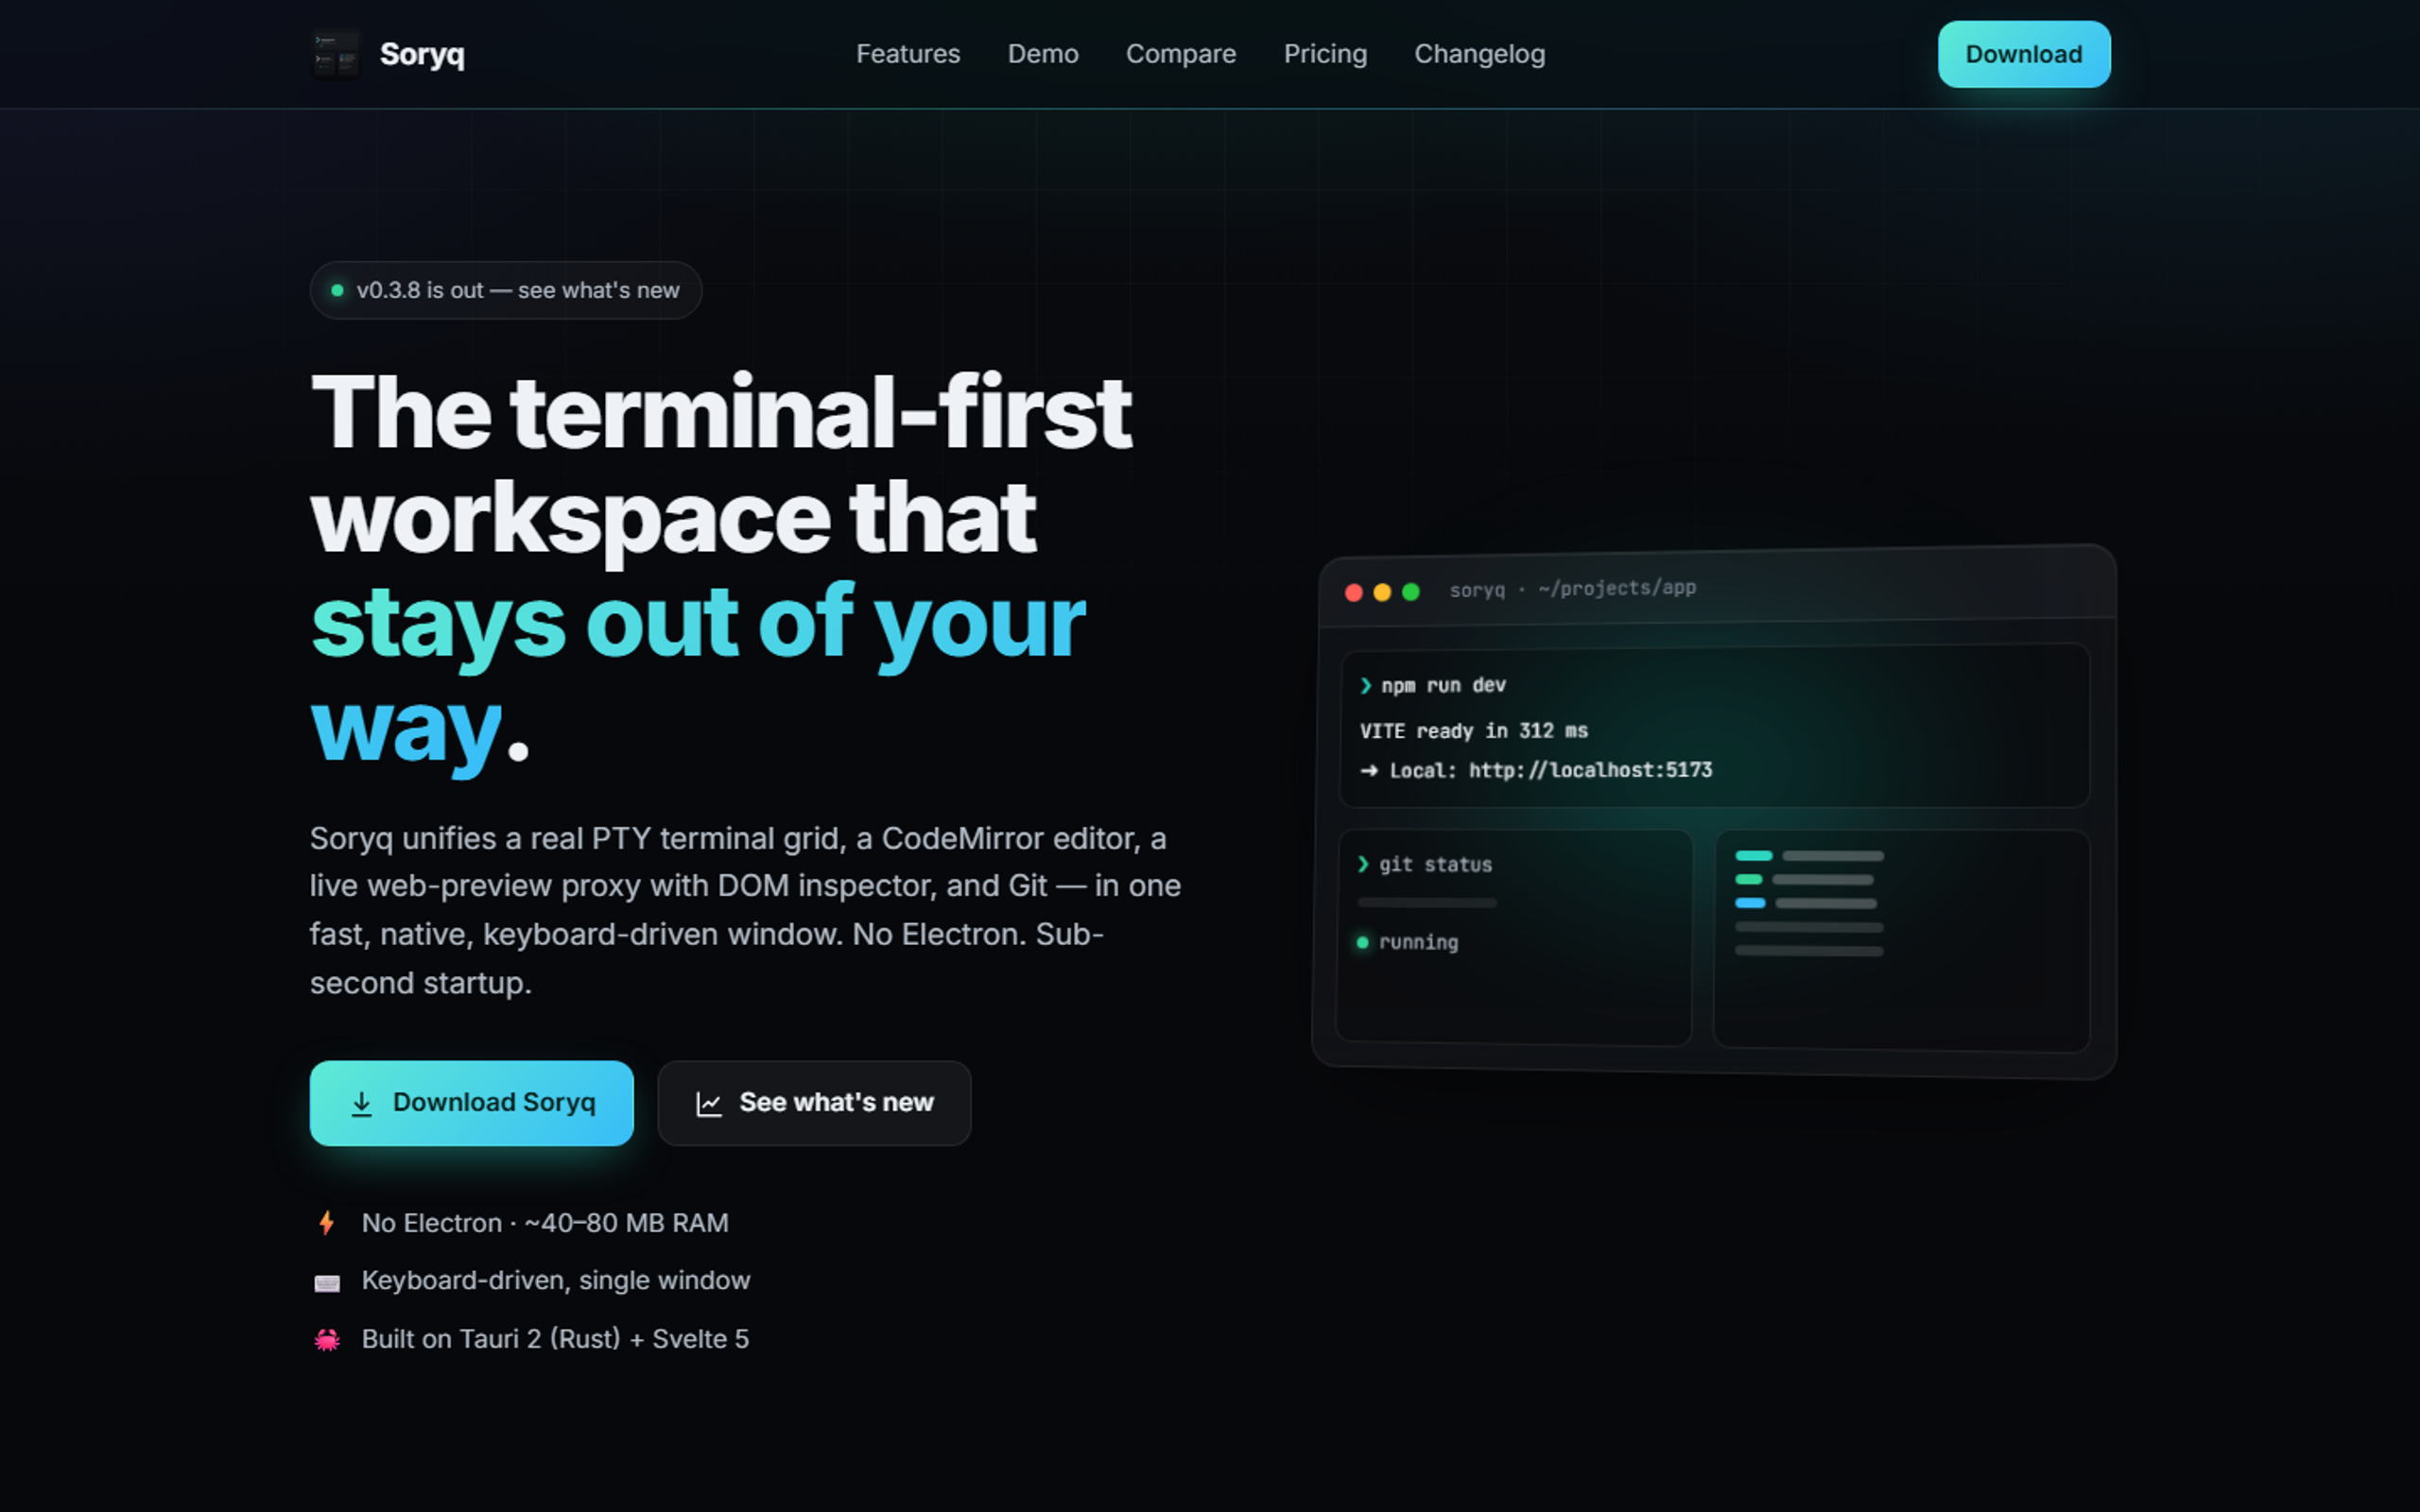 Soryq
Features
Demo
Compare
Pricing
Changelog
Download
v0.3.8 is out — see what's new
The terminal-first
workspace that
stays out of your
way.
Soryq unifies a real PTY terminal grid, a CodeMirror editor, a
live web-preview proxy with DOM inspector, and Git — in one
fast, native, keyboard-driven window. No Electron. Sub-
second startup.
Download Soryq
See what's new
No Electron · ~40–80 MB RAM
Keyboard-driven, single window
Built on Tauri 2 (Rust) + Svelte 5
soryq · ~/projects/app
❯ npm run dev
VITE ready in 312 ms
➜ Local: http://localhost:5173
❯ git status
running